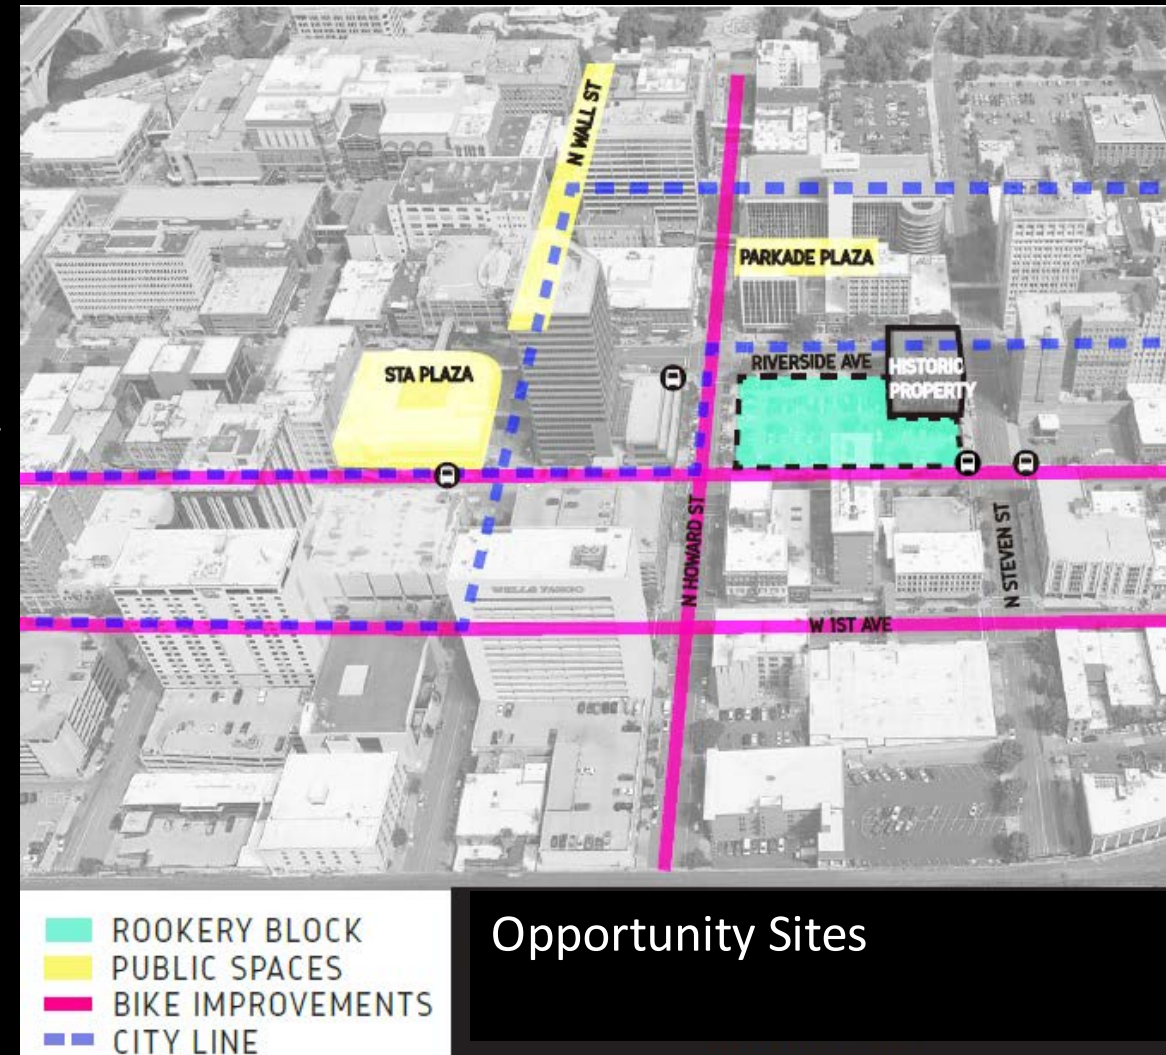 N WALL ST
PARKADE PLAZA
RIVERSIDE AVE
HISTORIC
PROPERTY
STA PLAZA
N HOWARD ST
N STEVEN ST
WELLS FARGO
W 1ST AVE
ROOKERY BLOCK
PUBLIC SPACES
BIKE IMPROVEMENTS
CITY LINE
Opportunity Sites